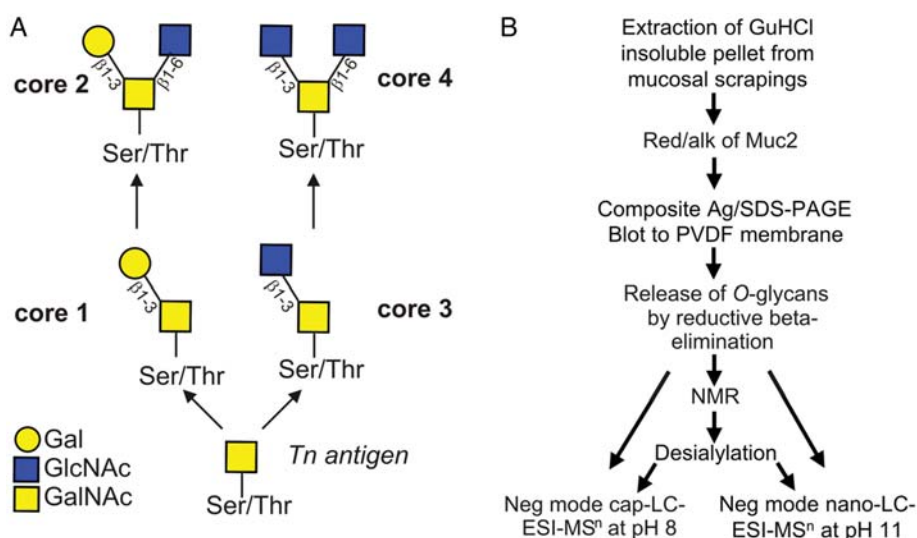 A
β1-3
β1-6
core 2
Ser/Thr
β1-3
β1-6
core 4
Ser/Thr
β1-3
core 1
Ser/Thr
β1-3
core 3
Ser/Thr
Tn antigen
Ser/Thr
Gal
GlcNAc
GalNAc
B
Extraction of GuHCl
insoluble pellet from
mucosal scrapings
Red/alk of Muc2
Composite Ag/SDS-PAGE
Blot to PVDF membrane
Release of O-glycans
by reductive beta-
elimination
NMR
Desialylation
Neg mode cap-LC-
ESI-MSⁿ at pH 8
Neg mode nano-LC-
ESI-MSⁿ at pH 11